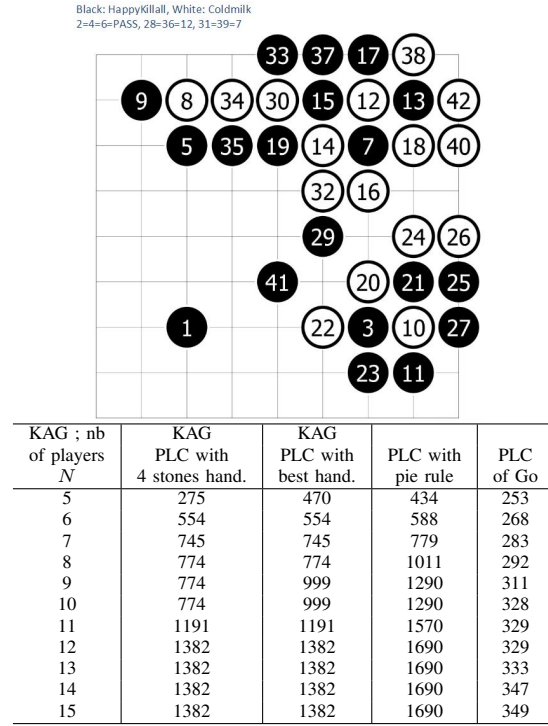 Black: HappyKillall, White: Coldmilk
2=4=6=PASS, 28=36=12, 31=39=7
33 37 17 38
9 8 34 30 15 12 13 42
5 35 19 14 7 18 40
32 16
29 24 26
41 20 21 25
1 22 3 10 27
23 11
KAG ; nb KAG KAG
of players PLC with PLC with PLC with PLC
N 4 stones hand. best hand. pie rule of Go
5 275 470 434 253
6 554 554 588 268
7 745 745 779 283
8 774 774 1011 292
9 774 999 1290 311
10 774 999 1290 328
11 1191 1191 1570 329
12 1382 1382 1690 329
13 1382 1382 1690 333
14 1382 1382 1690 347
15 1382 1382 1690 349